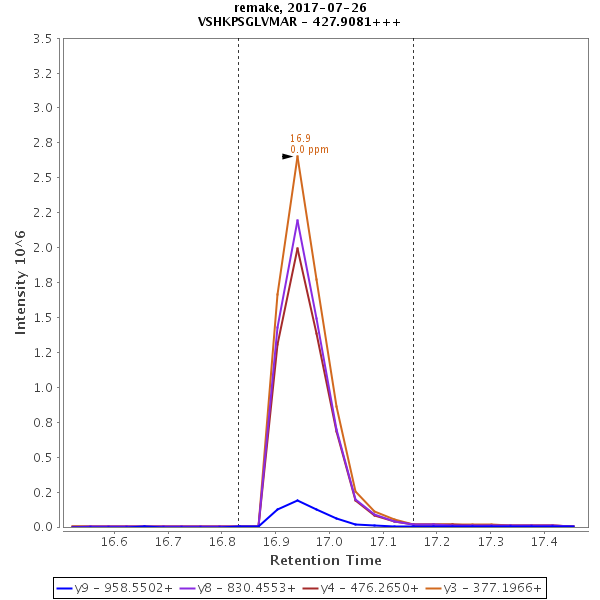 remake, 2017-07-26
VSHKPSGLVMAR - 427.9081+++
3.5
3.2
3.0
2.8
2.5
2.2
2.0
1.8
1.5
1.2
1.0
0.8
0.5
0.2
0.0
Intensity 10^6
16.9
0.0 ppm
16.6 16.7 16.8 16.9 17.0 17.1 17.2 17.3 17.4
Retention Time
y9 - 958.5502+ y8 - 830.4553+ y4 - 476.2650+ y3 - 377.1966+